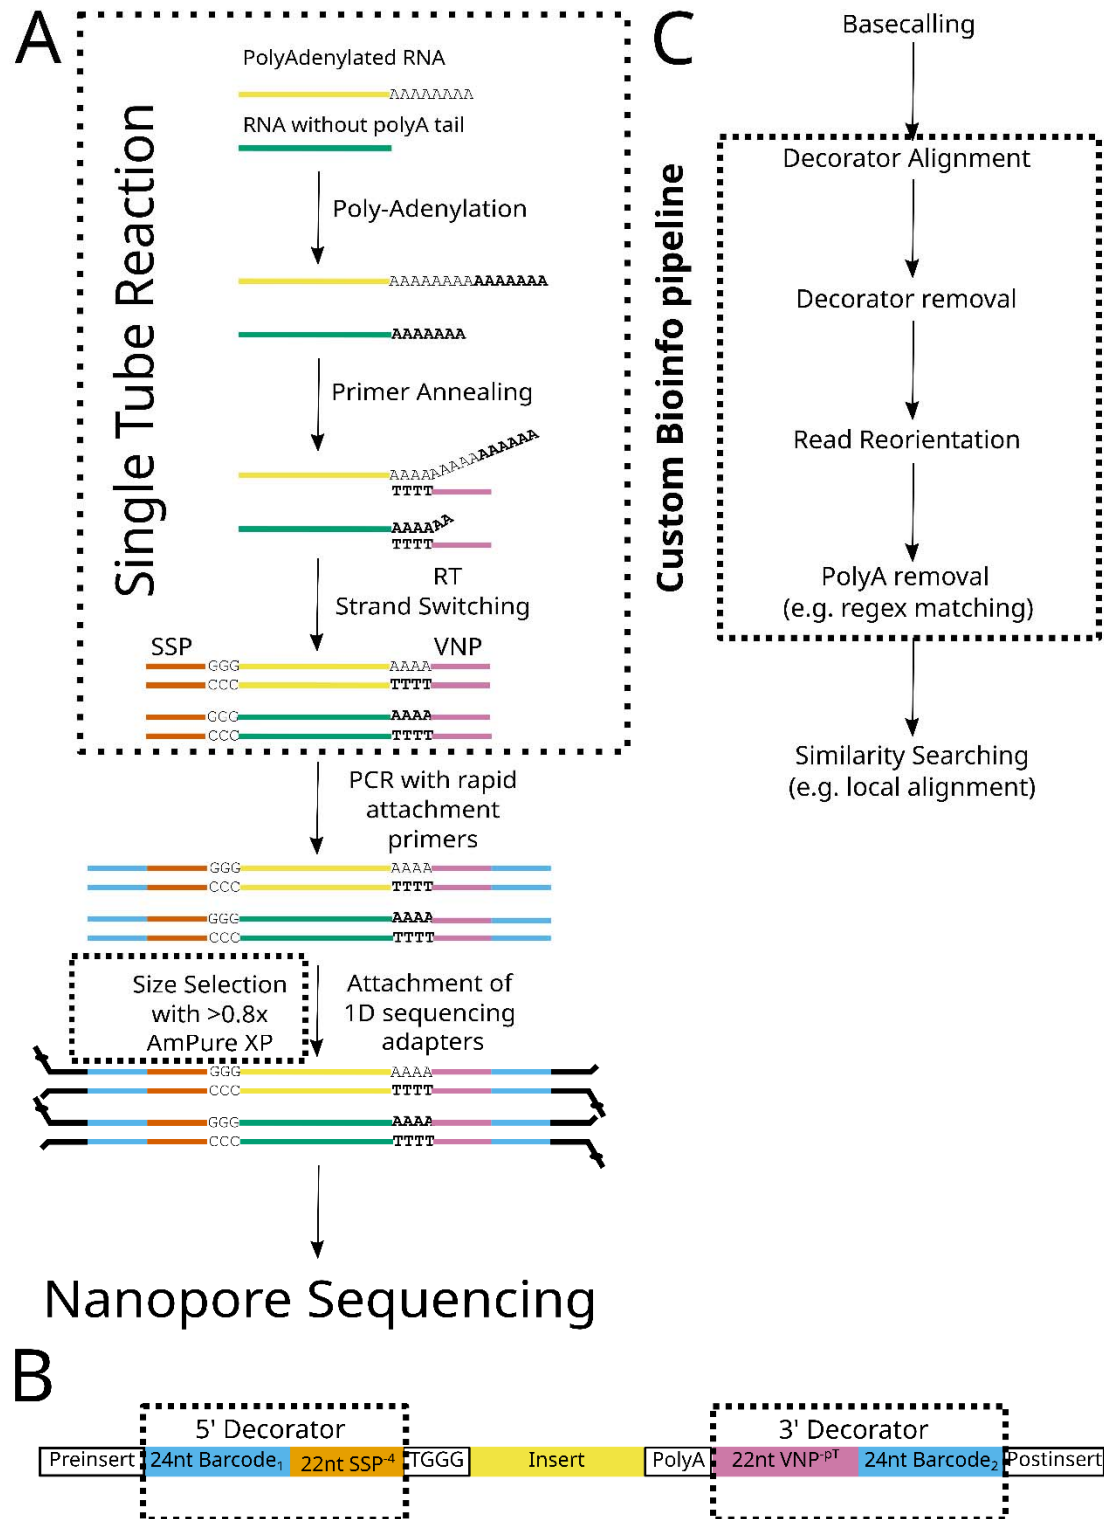 A
Single Tube Reaction
PolyAdenylated RNA
AAAAAAAA
RNA without polyA tail
Poly-Adenylation
AAAAAAAAAAAAAAA
AAAAAAA
Primer Annealing
AAAAAAAAAAAAAAA
TTTT
AAAAAA
TTTT
RT
Strand Switching
SSP
VNP
GGG AAAA
CCC TTTT
GCG AAAA
CCC TTTT
PCR with rapid
attachment
primers
GGG AAAA
CCC TTTT
GGG AAAA
CCC TTTT
Size Selection
with >0.8x
AmPure XP
Attachment of
1D sequencing
adapters
GGG AAAA
CCC TTTT
GGG AAAA
CCC TTTT
Nanopore Sequencing
C
Custom Bioinfo pipeline
Basecalling
Decorator Alignment
Decorator removal
Read Reorientation
PolyA removal
(e.g. regex matching)
Similarity Searching
(e.g. local alignment)
B
5' Decorator
3' Decorator
Preinsert 24nt Barcode₁ 22nt SSP⁻⁴ TGGG Insert PolyA 22nt VNP⁻ᵖᵀ 24nt Barcode₂ Postinsert